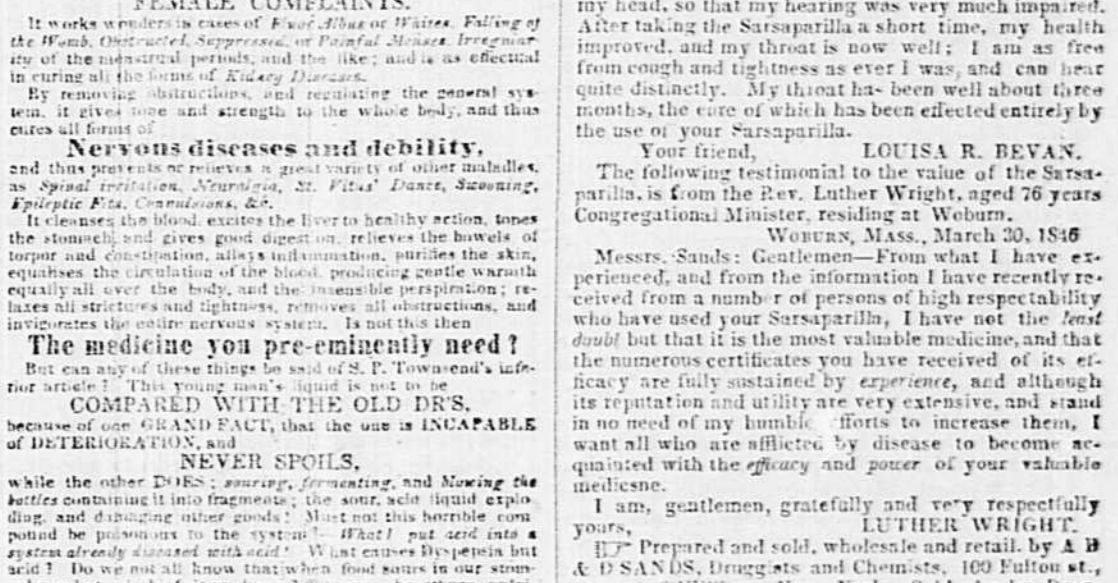 FEMALE COMPLAINTS.
It works wonders in cases of Fluor Albus or Whites, Falling of
the Womb, Obstructed, Suppressed, or Painful Menses, Irregular-
ity of the menstrual periods, and the like; and is as effectual
in curing all the forms of Kidney Diseases.
By removing obstructions, and regulating the general sys-
tem, it gives tone and strength to the whole body, and thus
cures all forms of
Nervous diseases and debility,
and thus prevents or relieves a great variety of other maladies,
as Spinal irritation, Neuralgia, St. Vitus' Dance, Swooning,
Epileptic Fits, Convulsions, &c.
It cleanses the blood, excites the liver to healthy action, tones
the stomach, and gives good digestion, relieves the bowels of
torpor and constipation, allays inflammation, purifies the skin,
equalises the circulation of the blood, producing gentle warmth
equally all over the body, and the insensible perspiration; re-
laxes all strictures and tightness, removes all obstructions, and
invigorates the entire nervous system. Is not this then
The medicine you pre-eminently need?
But can any of these things be said of S. P. Townsend's infe-
rior article? This young man's liquid is not to be
COMPARED WITH THE OLD DR'S,
because of one GRAND FACT, that the one is INCAPABLE
of DETERIORATION, and
NEVER SPOILS,
while the other DOES; souring, fermenting, and blowing the
bottles containing it into fragments; the sour, acid liquid explo
ding, and damaging other goods! Must not this horrible com
pound be poisonous to the system?—What! put acid into a
system already diseased with acid! What causes Dyspepsia but
acid? Do we not all know that when food sours in our stom-
my head, so that my hearing was very much impaired.
After taking the Sarsaparilla a short time, my health
improved, and my throat is now well; I am as free
from cough and tightness as ever I was, and can hear
quite distinctly. My throat has been well about three
months, the cure of which has been effected entirely by
the use of your Sarsaparilla.
Your friend, LOUISA R. BEVAN.
The following testimonial to the value of the Sarsa-
parilla, is from the Rev. Luther Wright, aged 76 years
Congregational Minister, residing at Woburn.
WOBURN, MASS., March 30, 1846
Messrs. Sands: Gentlemen—From what I have ex-
perienced, and from the information I have recently re-
ceived from a number of persons of high respectability
who have used your Sarsaparilla, I have not the least
doubt but that it is the most valuable medicine, and that
the numerous certificates you have received of its ef-
ficacy are fully sustained by experience, and although
its reputation and utility are very extensive, and stand
in no need of my humble efforts to increase them, I
want all who are afflicted by disease to become ac-
quainted with the efficacy and power of your valuable
medicsne.
I am, gentlemen, gratefully and very respectfully
yours, LUTHER WRIGHT.
☞ Prepared and sold, wholesale and retail, by A B
& D SANDS, Druggists and Chemists, 100 Fulton st.,